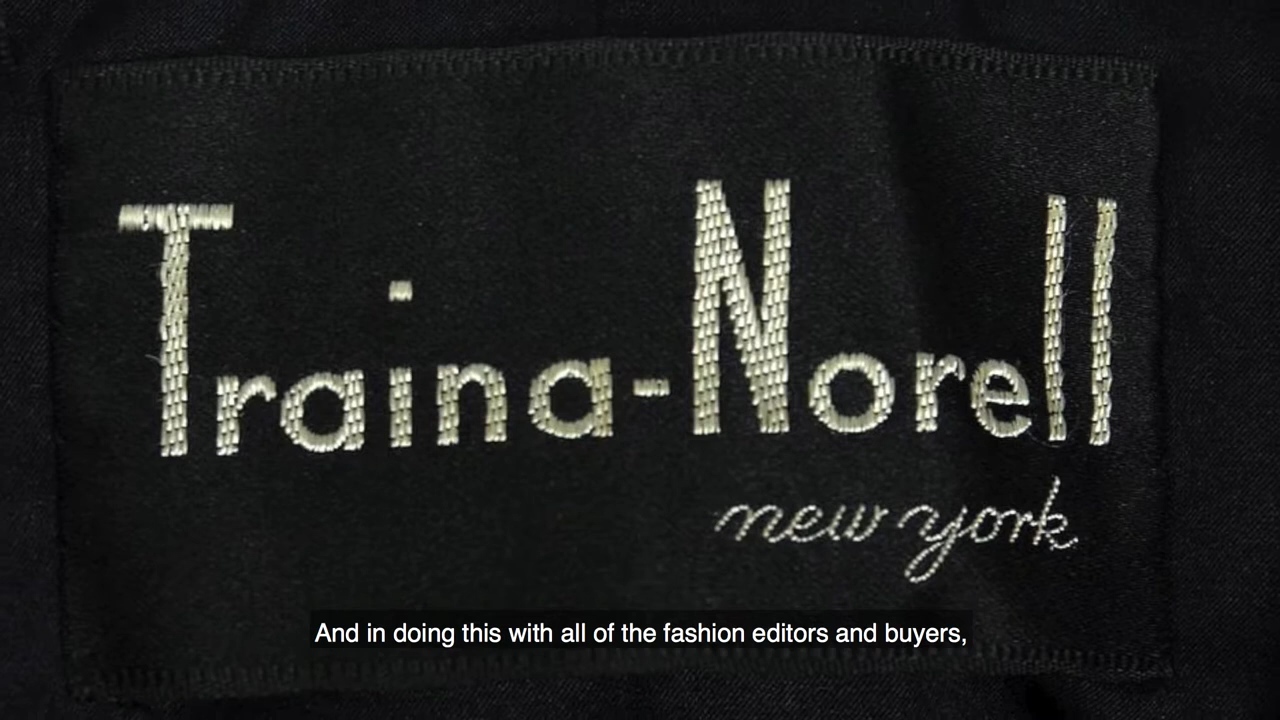 Traina-Norell
new york
And in doing this with all of the fashion editors and buyers,